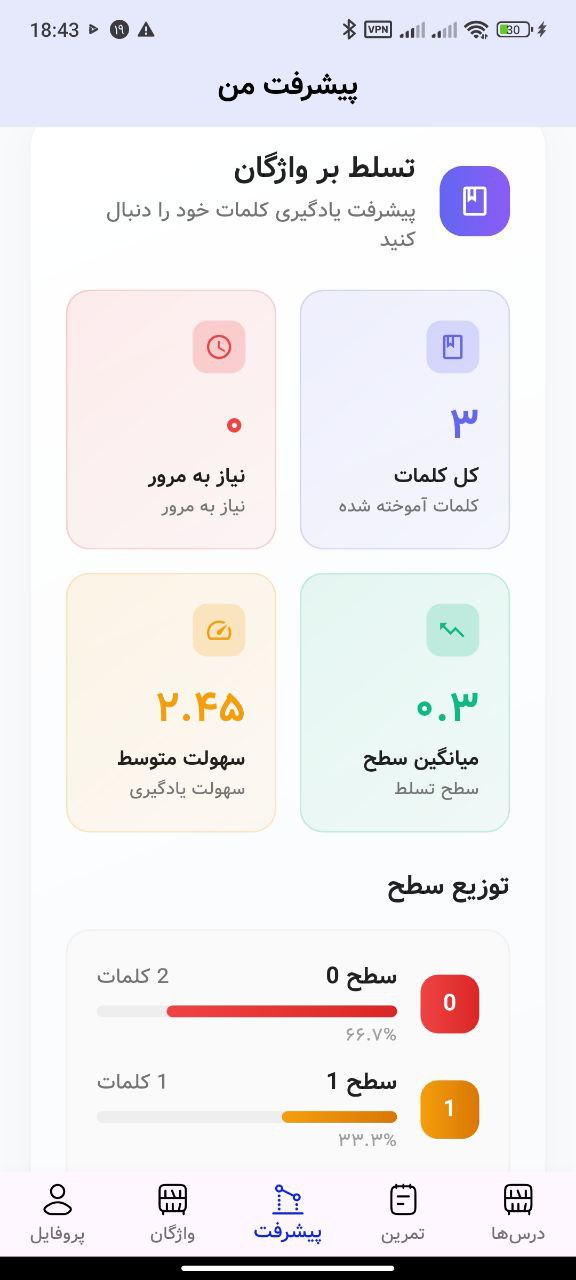 18:43
۱۹
VPN
30
پیشرفت من
تسلط بر واژگان
پیشرفت یادگیری کلمات خود را دنبال
کنید
۳
کل کلمات
کلمات آموخته شده
۰
نیاز به مرور
نیاز به مرور
۰.۳
میانگین سطح
سطح تسلط
۲.۴۵
سهولت متوسط
سهولت یادگیری
توزیع سطح
0
سطح 0
2 کلمات
۶۶.۷%
1
سطح 1
1 کلمات
۳۳.۳%
درس‌ها
تمرین
پیشرفت
واژگان
پروفایل